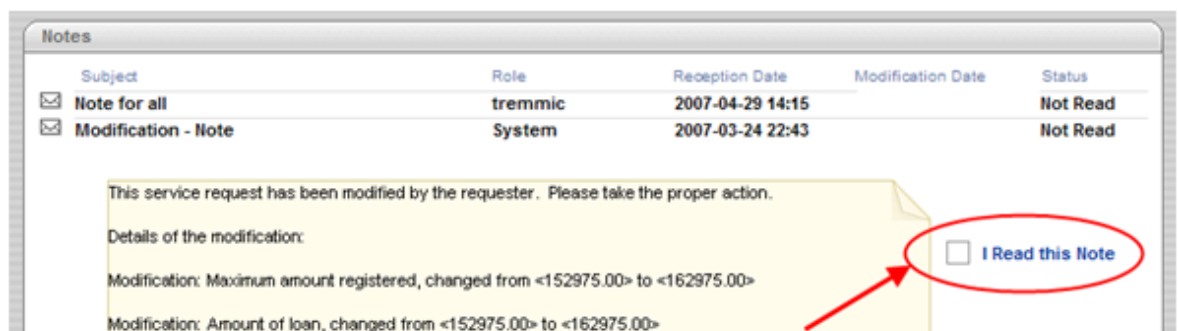 Notes
Subject Role Reception Date Modification Date Status
Note for all tremmic 2007-04-29 14:15 Not Read
Modification - Note System 2007-03-24 22:43 Not Read
This service request has been modified by the requester. Please take the proper action.
Details of the modification:
I Read this Note
Modification: Maximum amount registered, changed from <152975.00> to <162975.00>
Modification: Amount of loan, changed from <152975.00> to <162975.00>